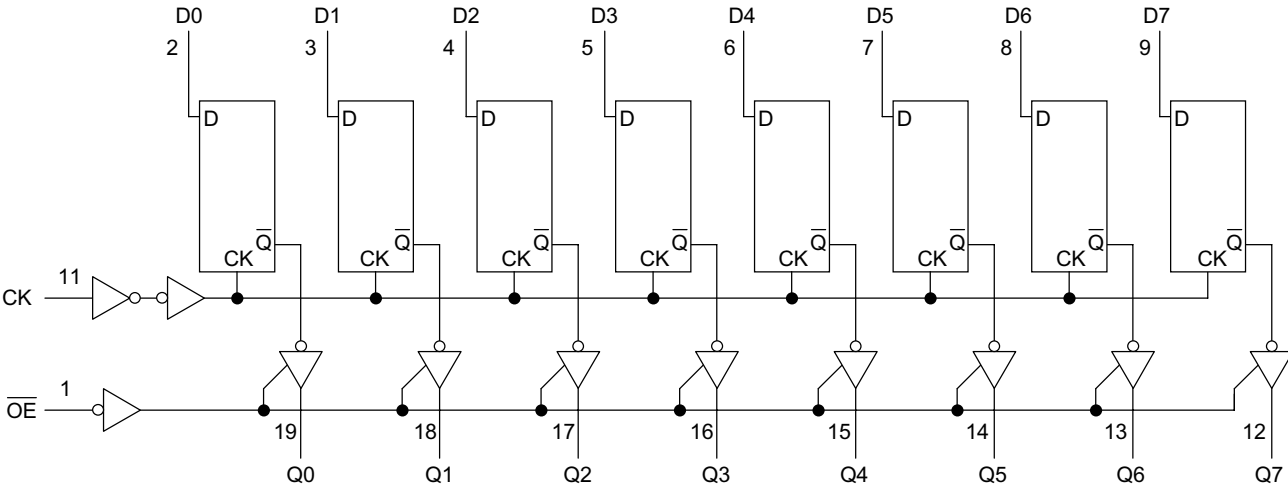 D0 D1 D2 D3 D4 D5 D6 D7
2 3 4 5 6 7 8 9
D D D D D D D D
Q̅ Q̅ Q̅ Q̅ Q̅ Q̅ Q̅ Q̅
CK CK CK CK CK CK CK CK
11
CK
1
O̅E̅
19 18 17 16 15 14 13 12
Q0 Q1 Q2 Q3 Q4 Q5 Q6 Q7